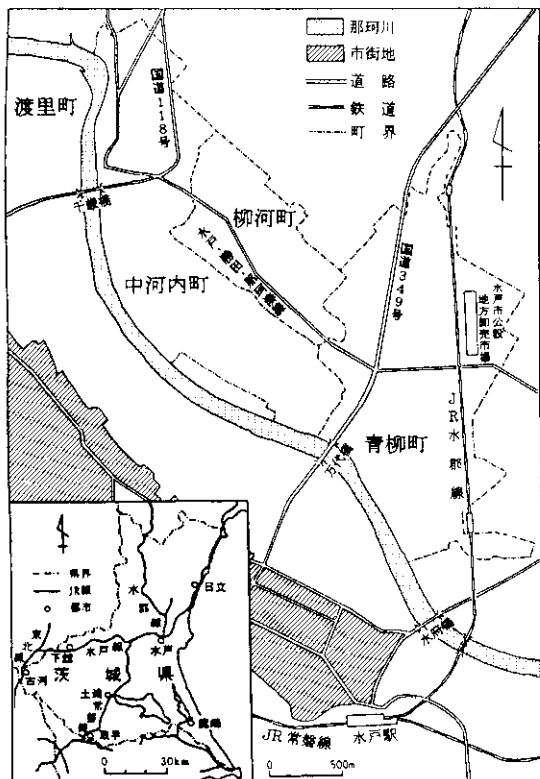 那珂川
市街地
道路
鉄道
町界
国道118号
渡里町
千歳橋
柳河町
中河内町
国道349号
水戸市公設
地方卸売市場
JR水郡線
青柳町
万代橋
水府橋
JR常磐線
水戸駅
0 500m
県界
JR線
都市
水郡線
日立
東北線
下館
水戸線
水戸
古河
茨城県
土浦
常磐線
取手
鹿嶋
0 30km